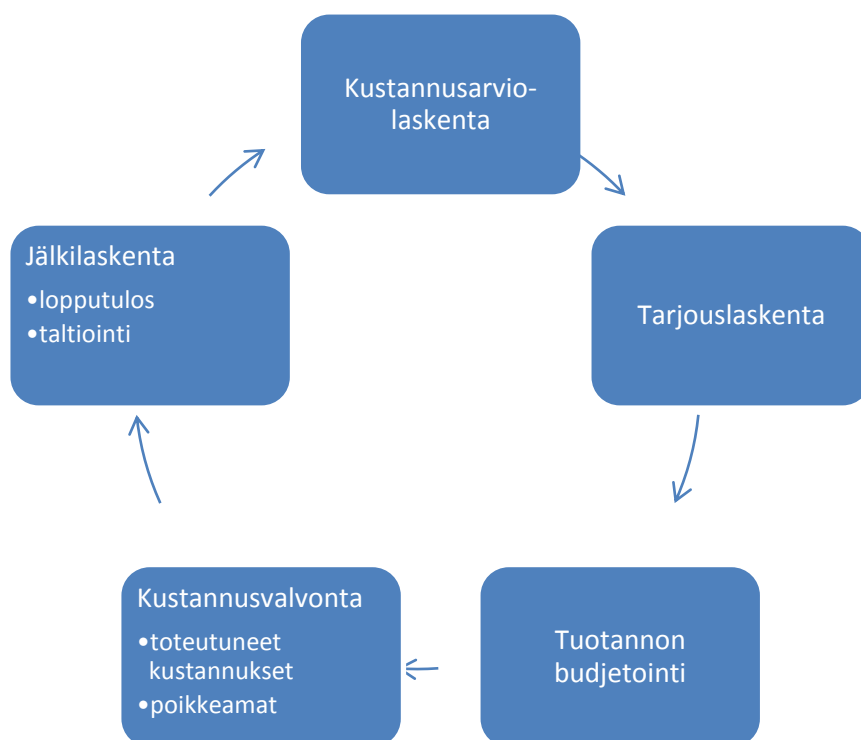 Kustannusarvio-
laskenta
Tarjouslaskenta
Tuotannon
budjetointi
Kustannusvalvonta
•toteutuneet
kustannukset
•poikkeamat
Jälkilaskenta
•lopputulos
•taltiointi